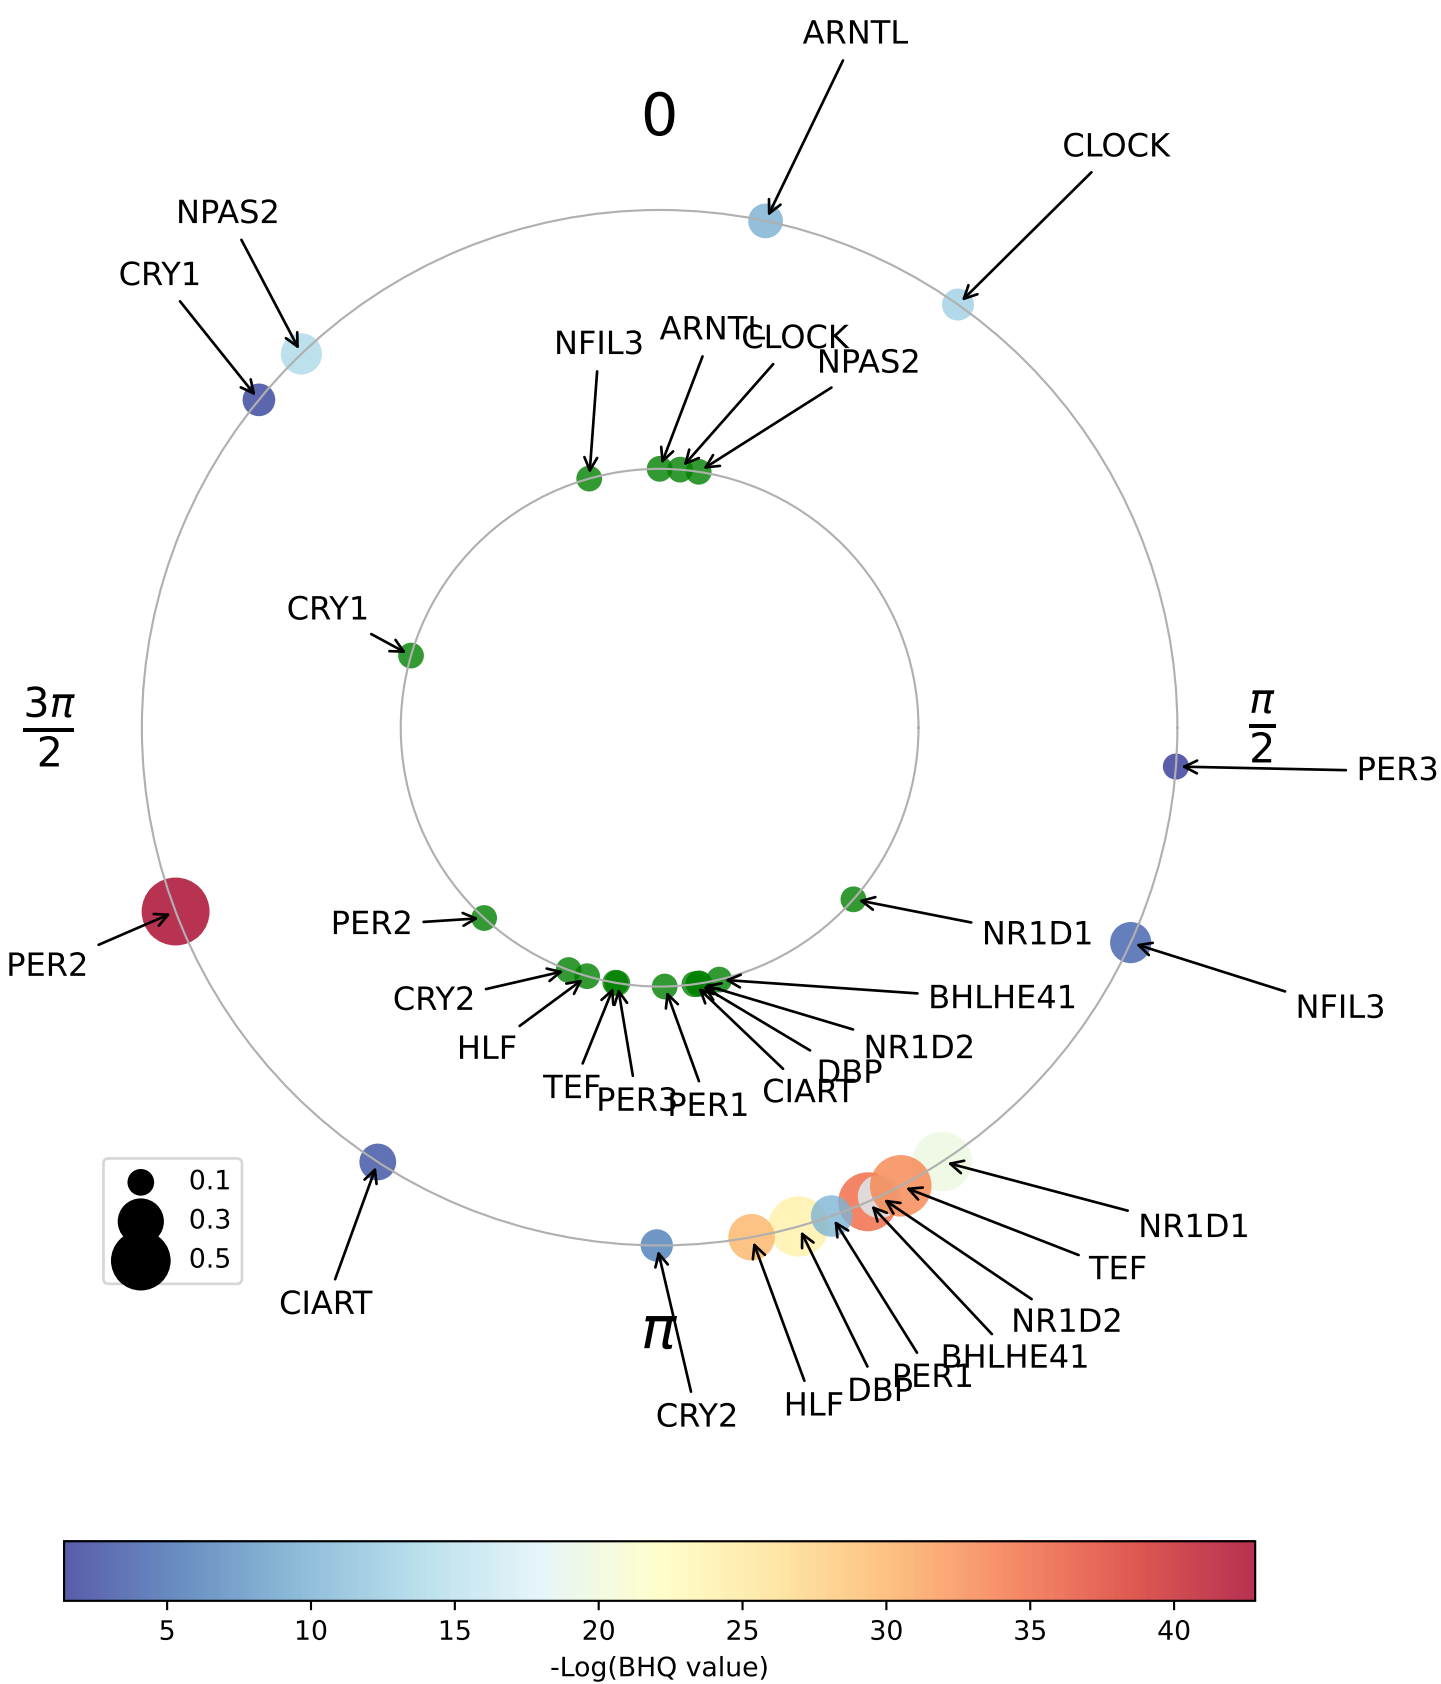 ARNTL
0
CLOCK
NPAS2
CRY1
NFIL3
ARNTL
CLOCK
NPAS2
CRY1
3π
2
π
2
PER3
PER2
NR1D1
PER2
CRY2
BHLHE41
NFIL3
HLF
NR1D2
DBP
TEF
PER3
PER1
CIART
0.1
0.3
0.5
NR1D1
TEF
CIART
NR1D2
π
BHLHE41
PER1
DBP
HLF
CRY2
5 10 15 20 25 30 35 40
-Log(BHQ value)